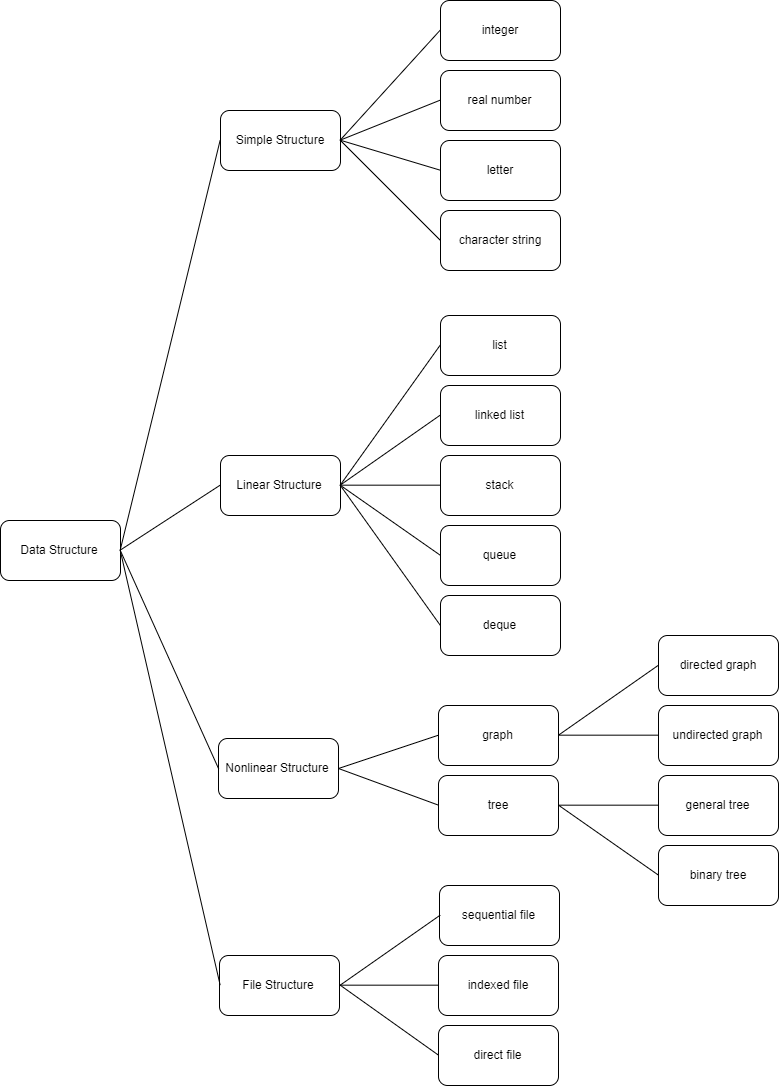 integer
real number
Simple Structure
letter
character string
list
linked list
Linear Structure
stack
queue
Data Structure
deque
directed graph
graph
undirected graph
Nonlinear Structure
tree
general tree
binary tree
sequential file
File Structure
indexed file
direct file